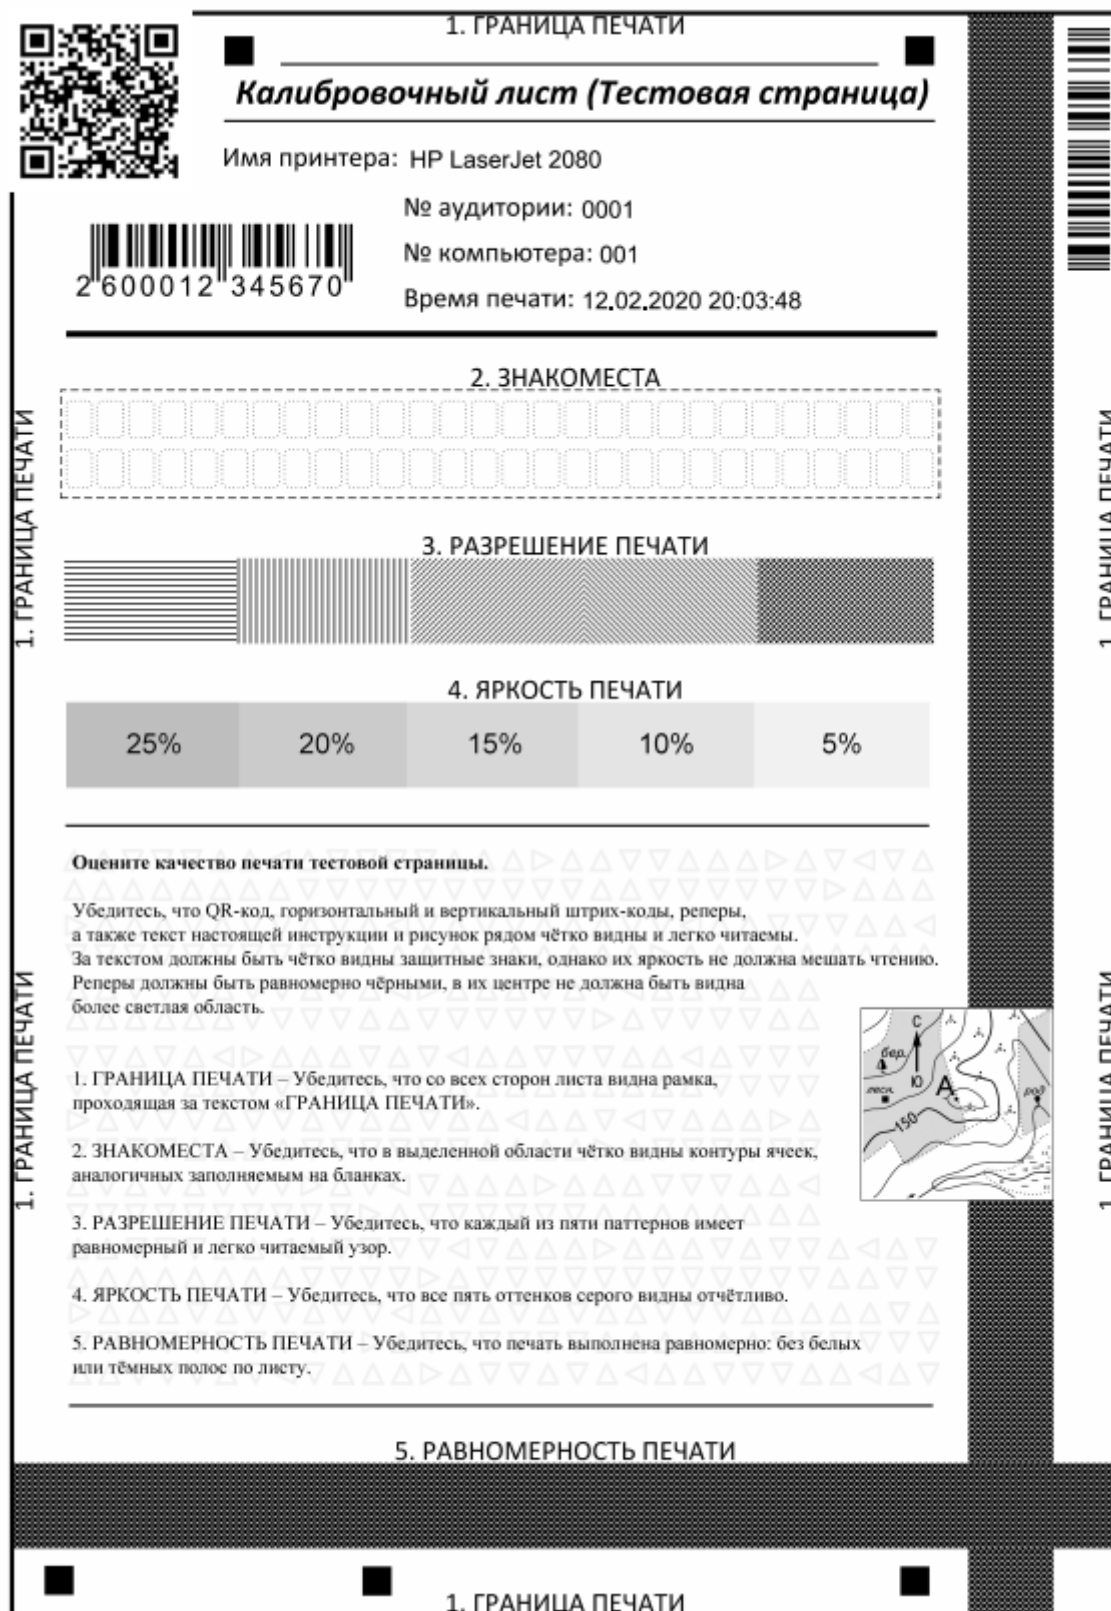 1. ГРАНИЦА ПЕЧАТИ
Калибровочный лист (Тестовая страница)
Имя принтера: HP LaserJet 2080
№ аудитории: 0001
№ компьютера: 001
Время печати: 12.02.2020 20:03:48
2 600012 345670
2. ЗНАКОМЕСТА
1. ГРАНИЦА ПЕЧАТИ
1. ГРАНИЦА ПЕЧАТИ
3. РАЗРЕШЕНИЕ ПЕЧАТИ
4. ЯРКОСТЬ ПЕЧАТИ
25% 20% 15% 10% 5%
Оцените качество печати тестовой страницы.
Убедитесь, что QR-код, горизонтальный и вертикальный штрих-коды, реперы,
а также текст настоящей инструкции и рисунок рядом чётко видны и легко читаемы.
За текстом должны быть чётко видны защитные знаки, однако их яркость не должна мешать чтению.
Реперы должны быть равномерно чёрными, в их центре не должна быть видна
более светлая область.
1. ГРАНИЦА ПЕЧАТИ
1. ГРАНИЦА ПЕЧАТИ
С
бер.
Ю
А
лесн.
род
150
1. ГРАНИЦА ПЕЧАТИ – Убедитесь, что со всех сторон листа видна рамка,
проходящая за текстом «ГРАНИЦА ПЕЧАТИ».
2. ЗНАКОМЕСТА – Убедитесь, что в выделенной области чётко видны контуры ячеек,
аналогичных заполняемым на бланках.
3. РАЗРЕШЕНИЕ ПЕЧАТИ – Убедитесь, что каждый из пяти паттернов имеет
равномерный и легко читаемый узор.
4. ЯРКОСТЬ ПЕЧАТИ – Убедитесь, что все пять оттенков серого видны отчётливо.
5. РАВНОМЕРНОСТЬ ПЕЧАТИ – Убедитесь, что печать выполнена равномерно: без белых
или тёмных полос по листу.
5. РАВНОМЕРНОСТЬ ПЕЧАТИ
1. ГРАНИЦА ПЕЧАТИ